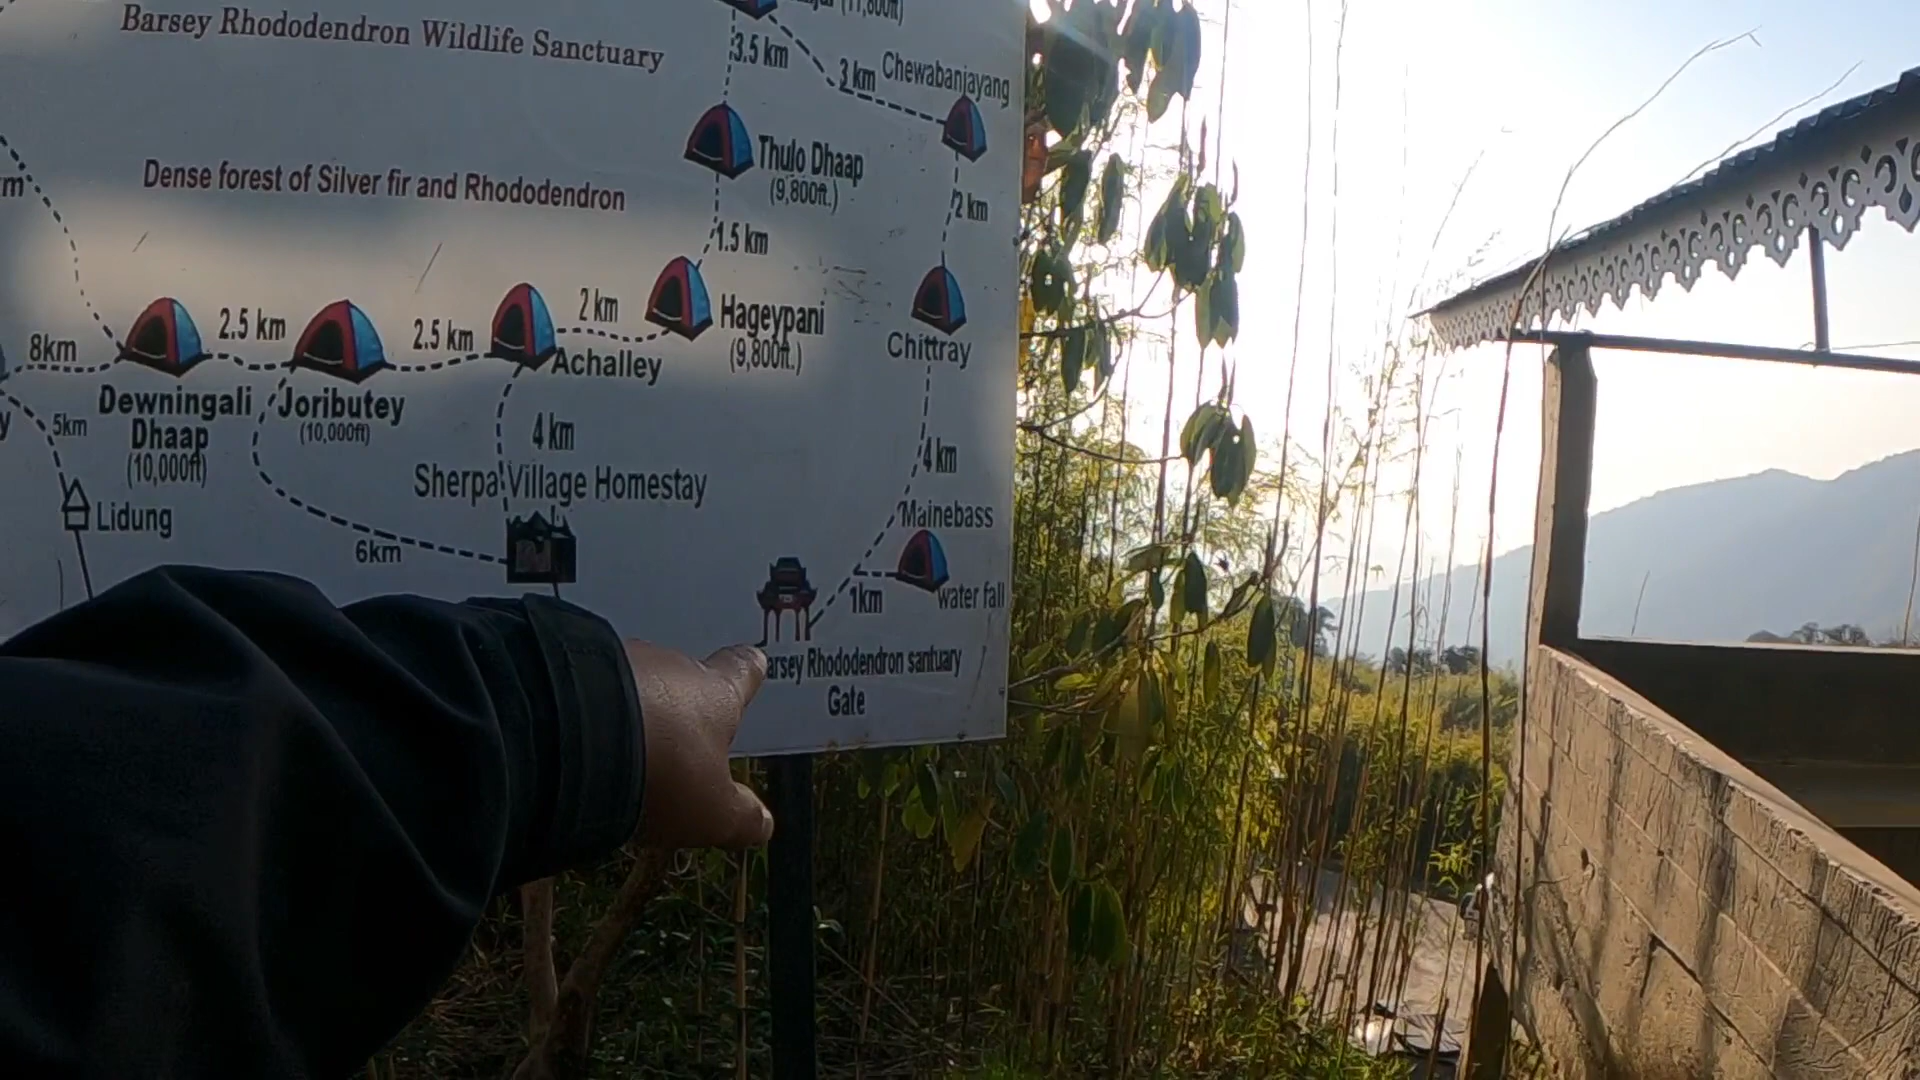 (11,800ft)
Barsey Rhododendron Wildlife Sanctuary
3.5 km
3 km
Chewabanjayang
Thulo Dhaap
(9,800ft.)
Dense forest of Silver fir and Rhododendron
2 km
1.5 km
2.5 km
2 km
Hageypani
(9,800ft.)
8km
2.5 km
Achalley
Chittray
Dewningali
Dhaap
(10,000ft)
Joributey
(10,000ft)
5km
4 km
4 km
Sherpa Village Homestay
Lidung
Mainebass
6km
1km
water fall
arsey Rhododendron santuary
Gate